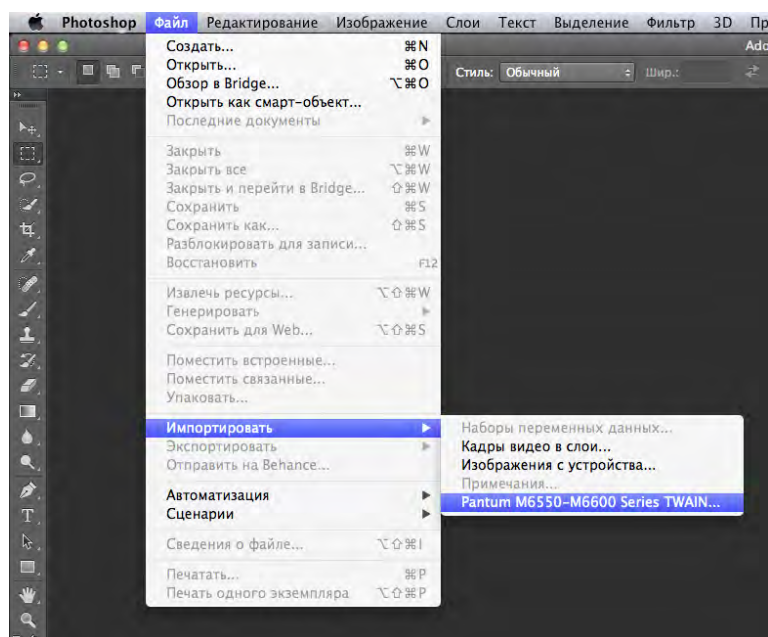 Photoshop Файл Редактирование Изображение Слои Текст Выделение Фильтр 3D Пр
Ado
Стиль: Обычный Шир.:
Создать... ⌘N
Открыть... ⌘O
Обзор в Bridge... ⌥⌘O
Открыть как смарт-объект...
Последние документы
Закрыть ⌘W
Закрыть все ⌥⌘W
Закрыть и перейти в Bridge... ⇧⌘W
Сохранить ⌘S
Сохранить как... ⇧⌘S
Разблокировать для записи...
Восстановить F12
Извлечь ресурсы... ⌥⇧⌘W
Генерировать
Сохранить для Web... ⌥⇧⌘S
Поместить встроенные...
Поместить связанные...
Упаковать...
Импортировать
Экспортировать
Отправить на Behance...
Автоматизация
Сценарии
Сведения о файле... ⌥⇧⌘I
Печатать... ⌘P
Печать одного экземпляра ⌥⇧⌘P
Наборы переменных данных...
Кадры видео в слои...
Изображения с устройства...
Примечания...
Pantum M6550-M6600 Series TWAIN...